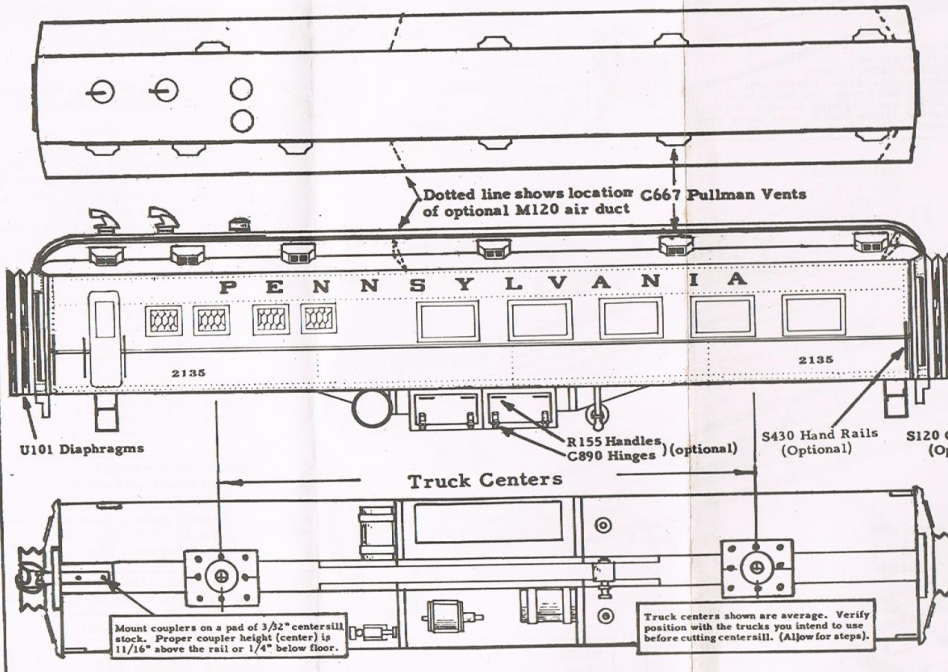 Dotted line shows location
of optional M120 air duct
C667 Pullman Vents
PENNSYLVANIA
2135
2135
U101 Diaphragms
R155 Handles
C890 Hinges } (optional)
S430 Hand Rails
(Optional)
S120
Truck Centers
Mount couplers on a pad of 3/32" centersill
stock. Proper coupler height (center) is
11/16" above the rail or 1/4" below floor.
Truck centers shown are average. Verify
position with the trucks you intend to use
before cutting centersill. (Allow for steps).